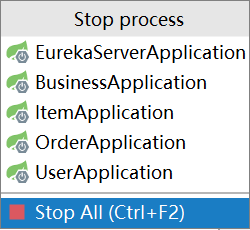 Stop process
EurekaServerApplication
BusinessApplication
ItemApplication
OrderApplication
UserApplication
Stop All (Ctrl+F2)